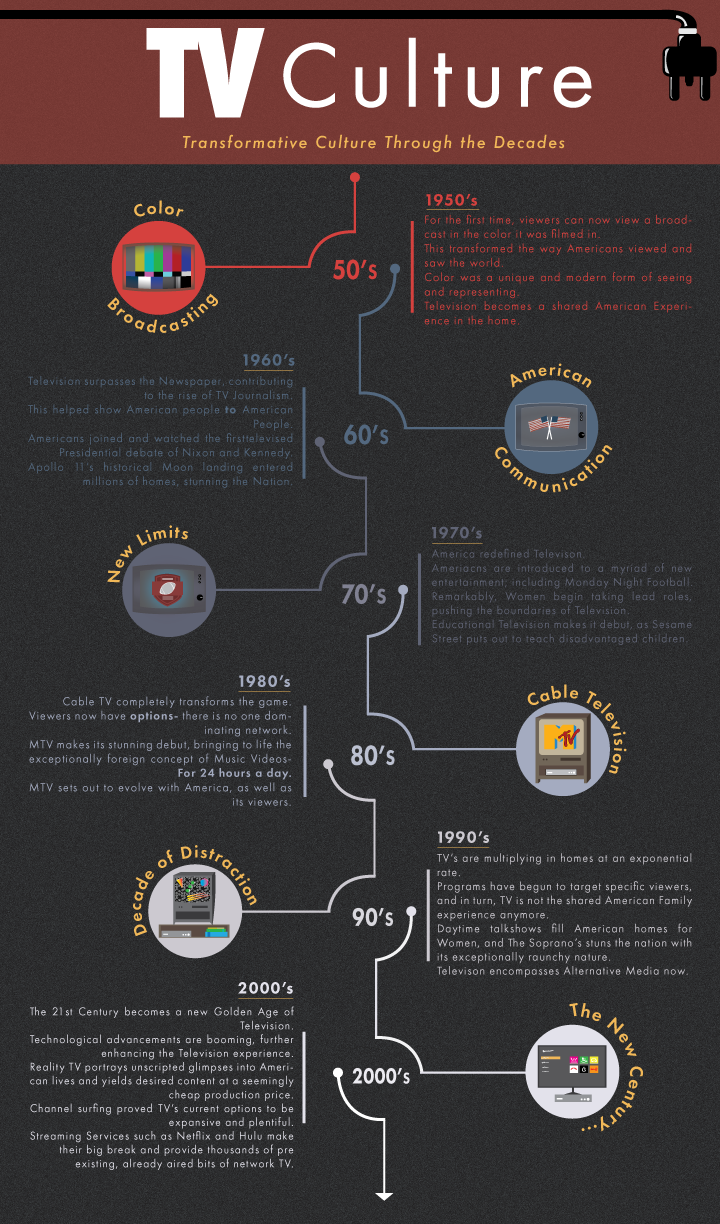 TV Culture
Transformative Culture Through the Decades
Color
Broadcasting
50's
1950's
For the first time, viewers can now view a broad-
cast in the color it was filmed in.
This transformed the way Americans viewed and
saw the world.
Color was a unique and modern form of seeing
and representing.
Television becomes a shared American Experi-
ence in the home.
1960's
Television surpasses the Newspaper, contributing
to the rise of TV Journalism.
This helped show American people to American
People.
Americans joined and watched the firsttelevised
Presidential debate of Nixon and Kennedy.
Apollo 11's historical Moon landing entered
millions of homes, stunning the Nation.
60's
American
Communication
New Limits
70's
1970's
America redefined Televison.
Ameriacns are introduced to a myriad of new
entertainment; including Monday Night Football.
Remarkably, Women begin taking lead roles,
pushing the boundaries of Television.
Educational Television makes it debut, as Sesame
Street puts out to teach disadvantaged children.
1980's
Cable TV completely transforms the game.
Viewers now have options- there is no one dom-
inating network.
MTV makes its stunning debut, bringing to life the
exceptionally foreign concept of Music Videos-
For 24 hours a day.
MTV sets out to evolve with America, as well as
its viewers.
80's
Cable Television
MTV
Decade of Distraction
90's
1990's
TV's are multiplying in homes at an exponential
rate.
Programs have begun to target specific viewers,
and in turn, TV is not the shared American Family
experience anymore.
Daytime talkshows fill American homes for
Women, and The Soprano's stuns the nation with
its exceptionally raunchy nature.
Televison encompasses Alternative Media now.
2000's
The 21st Century becomes a new Golden Age of
Television.
Technological advancements are booming, further
enhancing the Television experience.
Reality TV portrays unscripted glimpses into Ameri-
can lives and yields desired content at a seemingly
cheap production price.
Channel surfing proved TV's current options to be
expansive and plentiful.
Streaming Services such as Netflix and Hulu make
their big break and provide thousands of pre
existing, already aired bits of network TV.
2000's
The New Century...